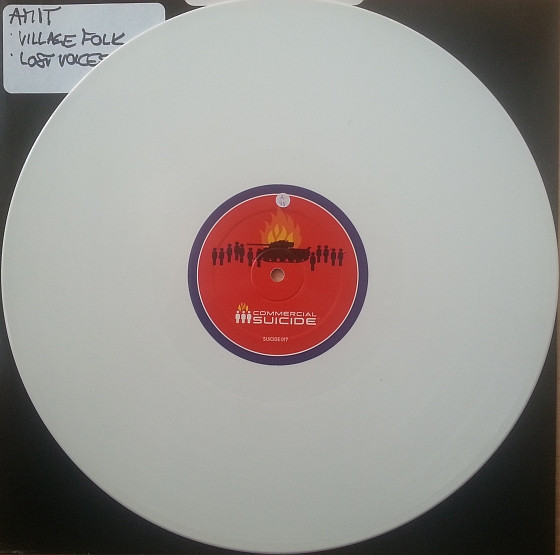 AMIT
· VILLAGE FOLK
· LOST VOICES
COMMERCIAL
SUICIDE
SUICIDE 017